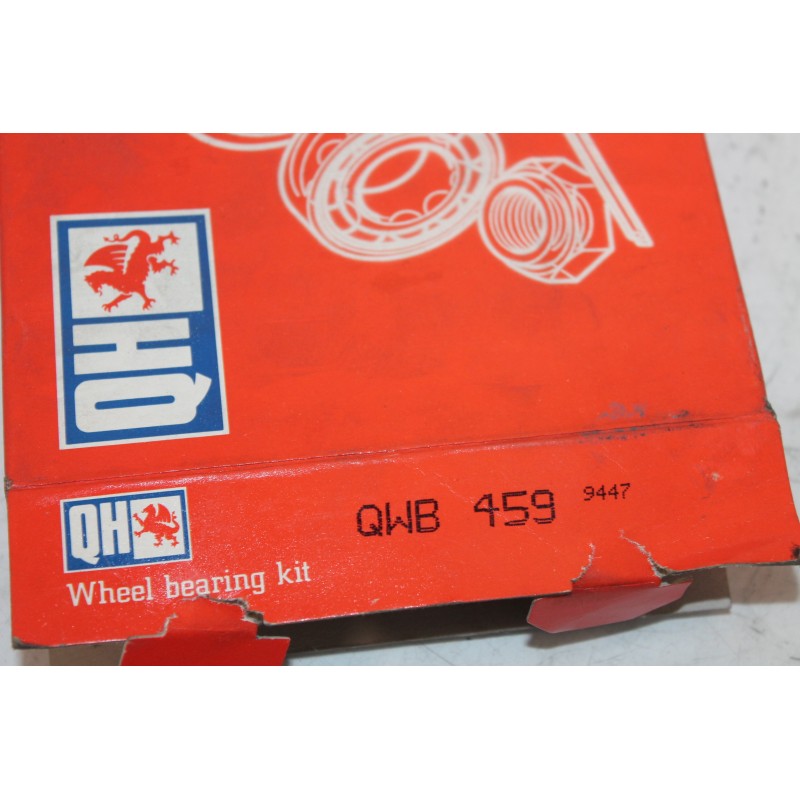 QH
QH
QWB 459 9447
Wheel bearing kit